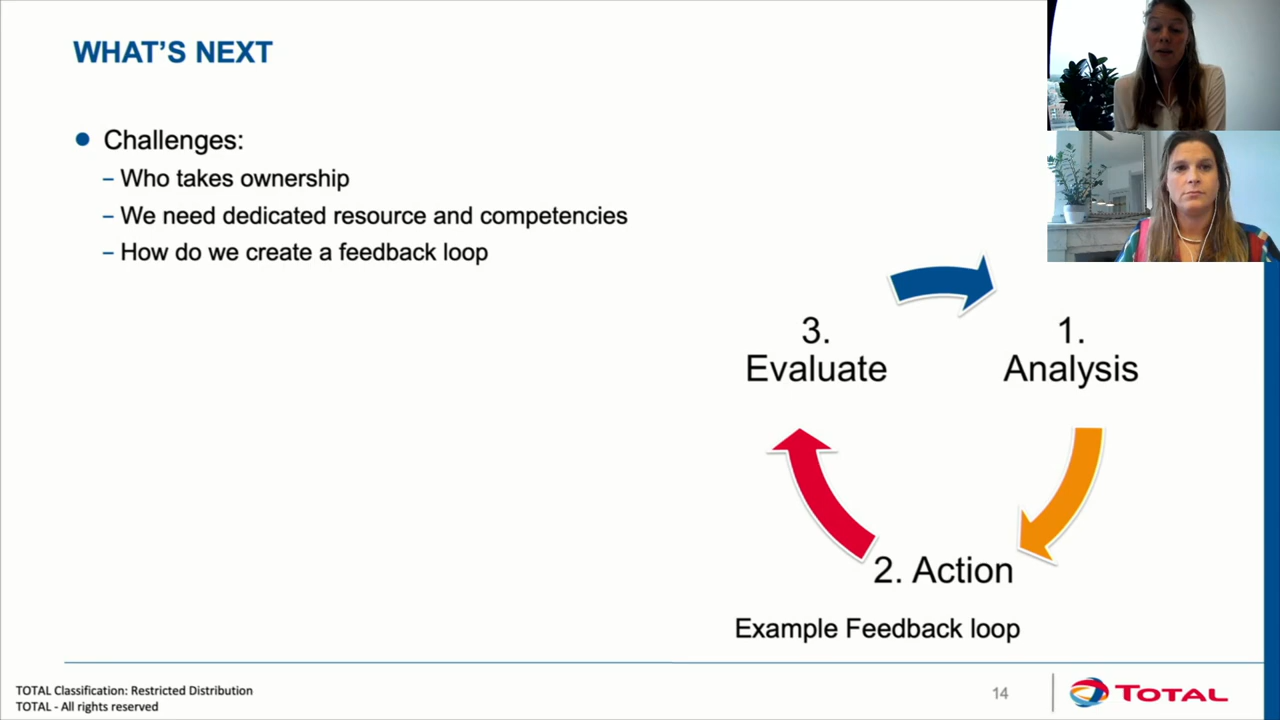 WHAT'S NEXT
Challenges:
– Who takes ownership
– We need dedicated resource and competencies
– How do we create a feedback loop
3.
Evaluate
1.
Analysis
2. Action
Example Feedback loop
TOTAL Classification: Restricted Distribution
TOTAL - All rights reserved
14
TOTAL